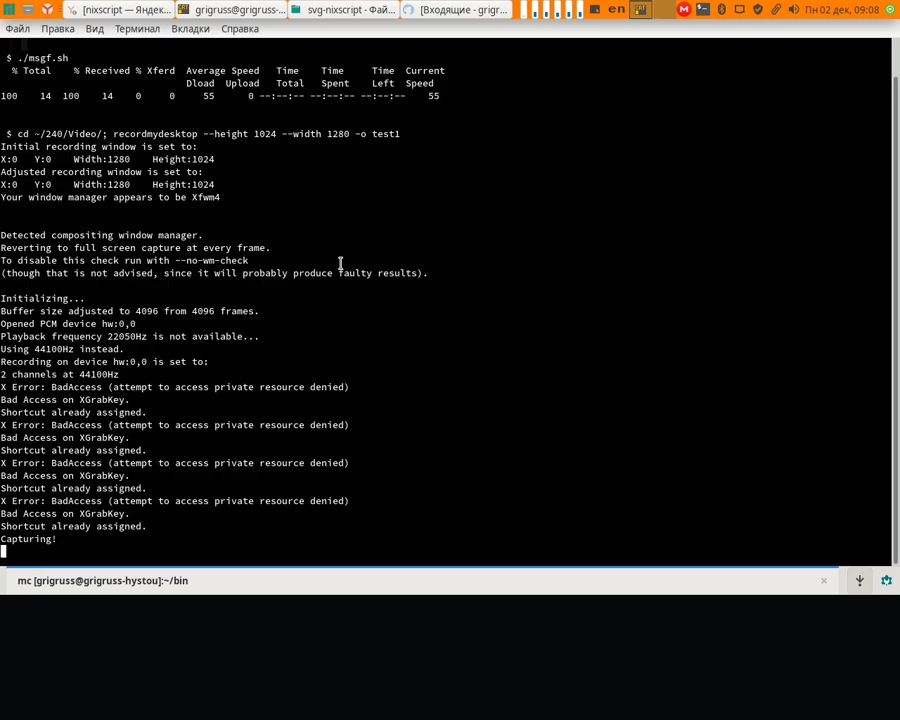 [nixscript — Яндек...
grigruss@grigruss-...
svg-nixscript - Фай...
[Входящие - grigr...
en
M
Пн 02 дек, 09:08
Файл Правка Вид Терминал Вкладки Справка
$ ./msgf.sh
% Total % Received % Xferd Average Speed Time Time Time Current
Dload Upload Total Spent Left Speed
100 14 100 14 0 0 55 0 --:--:-- --:--:-- --:--:-- 55
$ cd ~/240/Video/; recordmydesktop --height 1024 --width 1280 -o test1
Initial recording window is set to:
X:0 Y:0 Width:1280 Height:1024
Adjusted recording window is set to:
X:0 Y:0 Width:1280 Height:1024
Your window manager appears to be Xfwm4
Detected compositing window manager.
Reverting to full screen capture at every frame.
To disable this check run with --no-wm-check
(though that is not advised, since it will probably produce faulty results).
Initializing...
Buffer size adjusted to 4096 from 4096 frames.
Opened PCM device hw:0,0
Playback frequency 22050Hz is not available...
Using 44100Hz instead.
Recording on device hw:0,0 is set to:
2 channels at 44100Hz
X Error: BadAccess (attempt to access private resource denied)
Bad Access on XGrabKey.
Shortcut already assigned.
X Error: BadAccess (attempt to access private resource denied)
Bad Access on XGrabKey.
Shortcut already assigned.
X Error: BadAccess (attempt to access private resource denied)
Bad Access on XGrabKey.
Shortcut already assigned.
X Error: BadAccess (attempt to access private resource denied)
Bad Access on XGrabKey.
Shortcut already assigned.
Capturing!
mc [grigruss@grigruss-hystou]:~/bin